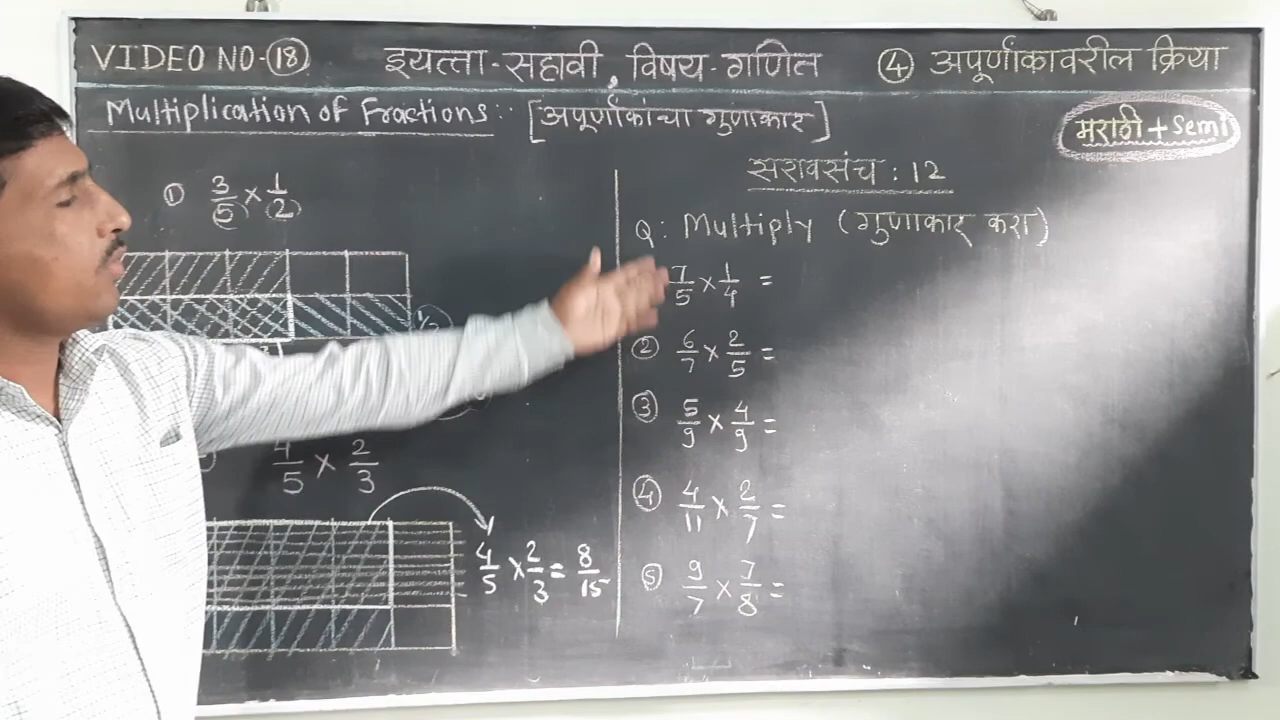 VIDEO NO-18 इयत्ता-सहावी, विषय-गणित ④ अपूर्णांकावरील क्रिया
Multiplication of Fractions: [अपूर्णांकांचा गुणाकार]
मराठी + Semi
① 3/5 × 1/2
1/2
4/5 × 2/3
4/5 × 2/3 = 8/15
सरावसंच : 12
Q: Multiply (गुणाकार करा)
7/5 × 1/4 =
② 6/7 × 2/5 =
③ 5/9 × 4/9 =
④ 4/11 × 2/7 =
⑤ 9/7 × 7/8 =